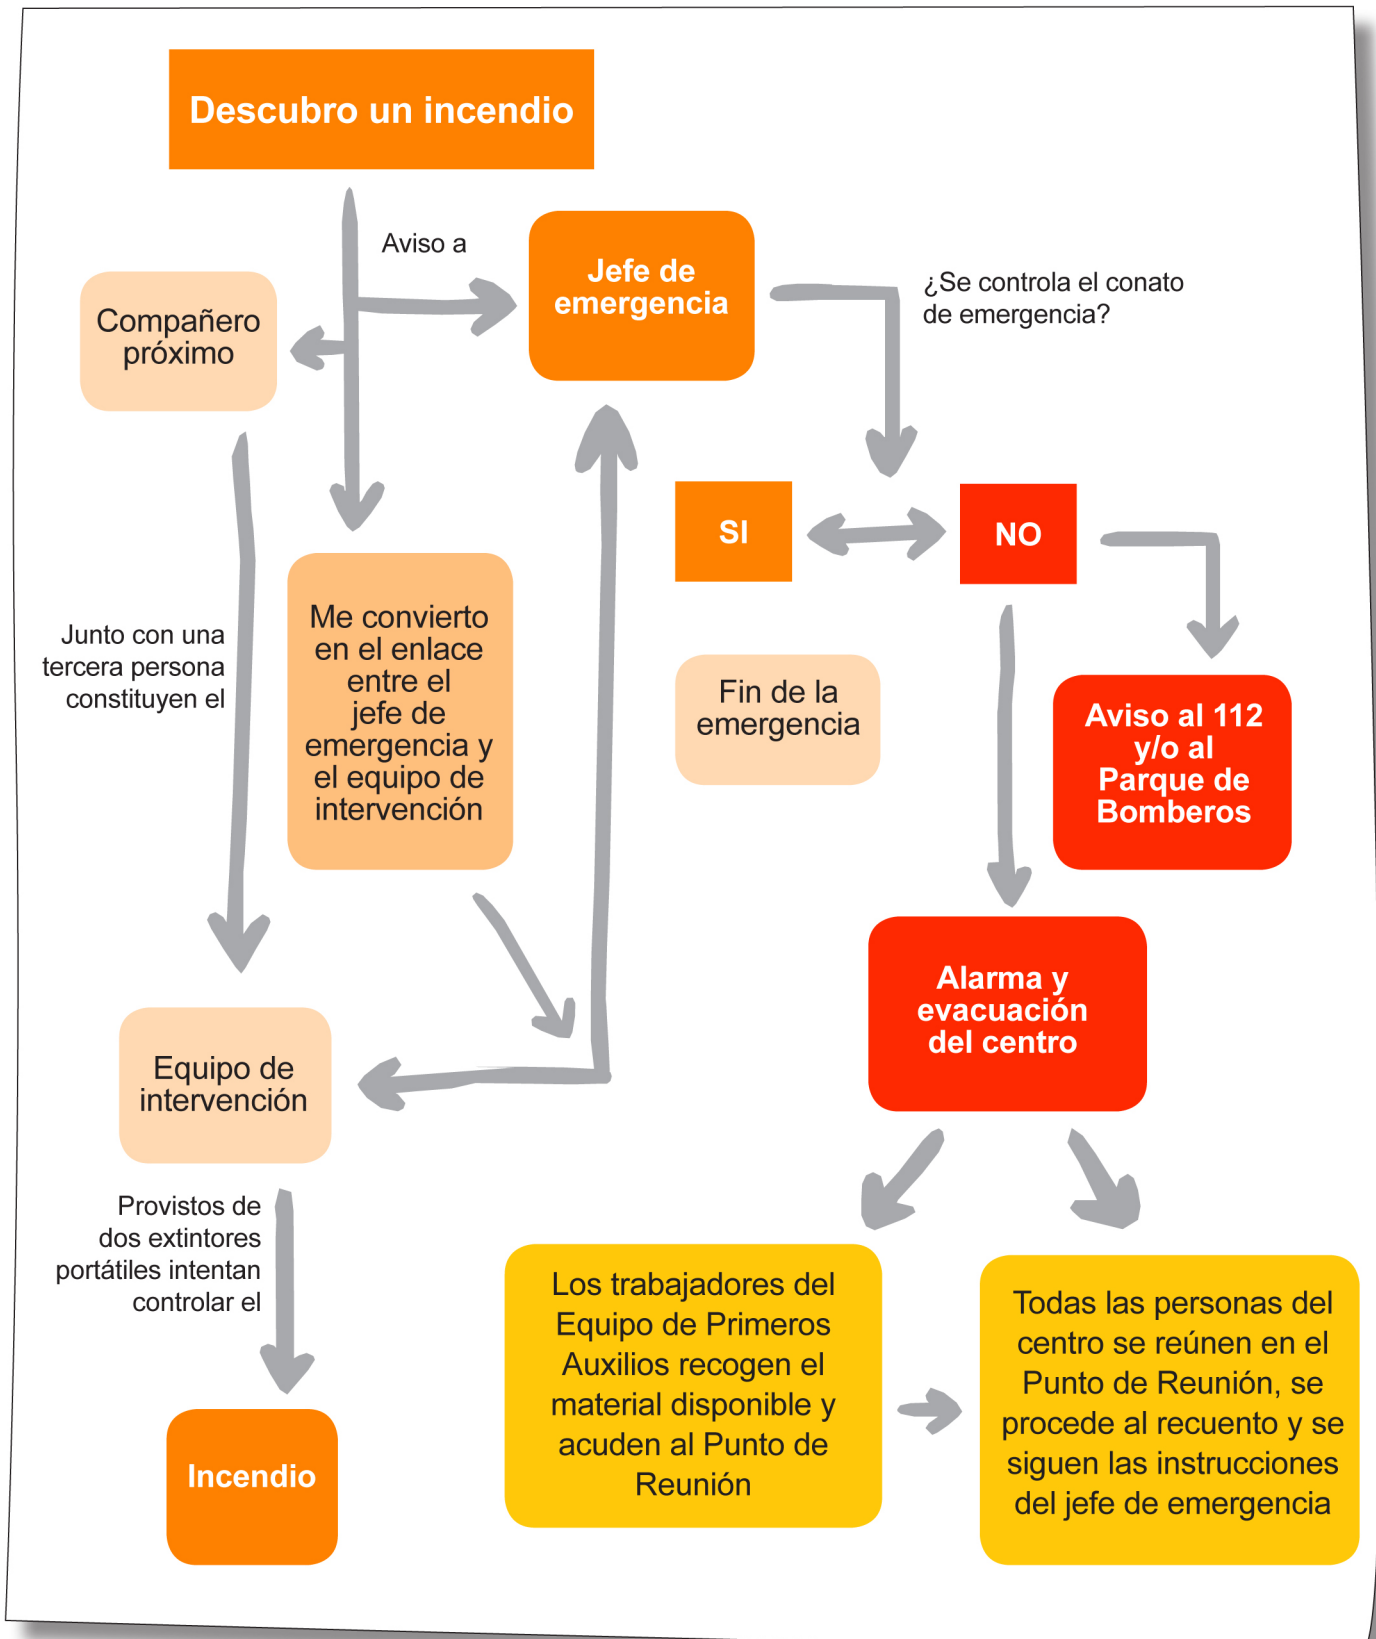 Descubro un incendio
Aviso a
Jefe de
emergencia
¿Se controla el conato
de emergencia?
Compañero
próximo
SI
NO
Junto con una
tercera persona
constituyen el
Me convierto
en el enlace
entre el
jefe de
emergencia y
el equipo de
intervención
Fin de la
emergencia
Aviso al 112
y/o al
Parque de
Bomberos
Alarma y
evacuación
del centro
Equipo de
intervención
Provistos de
dos extintores
portátiles intentan
controlar el
Incendio
Los trabajadores del
Equipo de Primeros
Auxilios recogen el
material disponible y
acuden al Punto de
Reunión
Todas las personas del
centro se reúnen en el
Punto de Reunión, se
procede al recuento y se
siguen las instrucciones
del jefe de emergencia